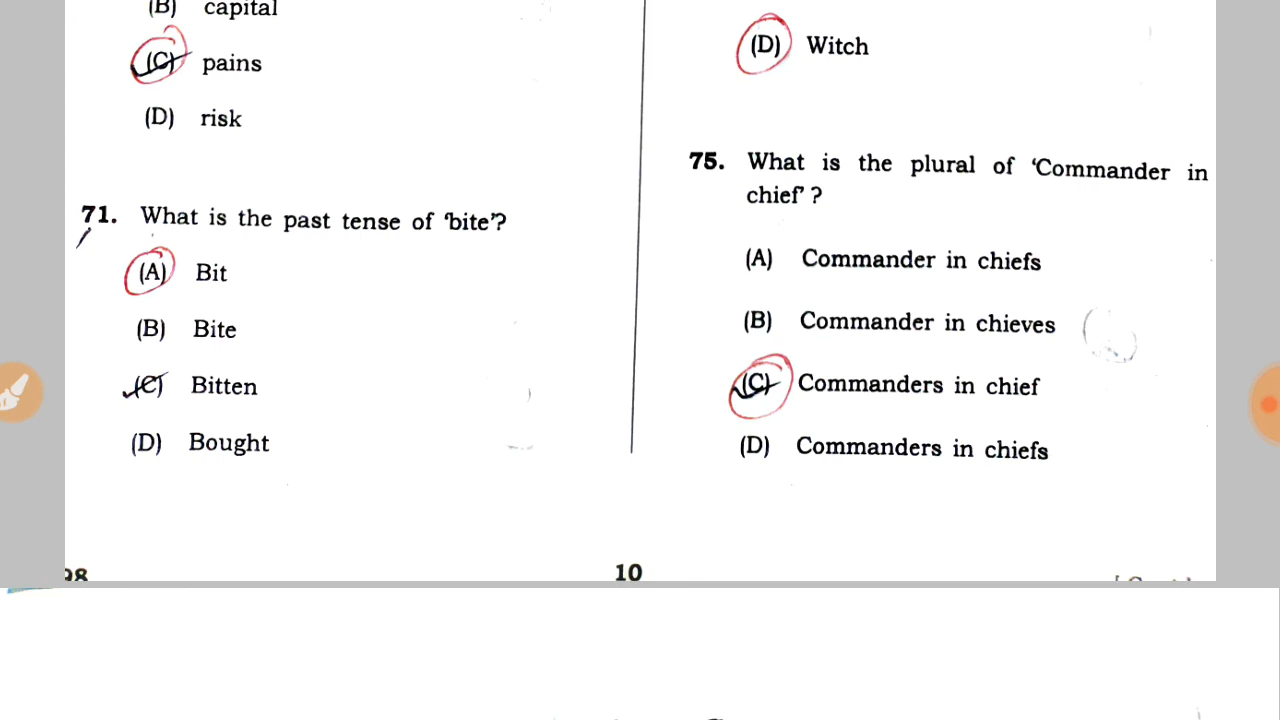 (B) capital
(C) pains
(D) risk
71. What is the past tense of 'bite'?
(A) Bit
(B) Bite
(C) Bitten
(D) Bought
(D) Witch
75. What is the plural of 'Commander in
chief' ?
(A) Commander in chiefs
(B) Commander in chieves
(C) Commanders in chief
(D) Commanders in chiefs
98
10